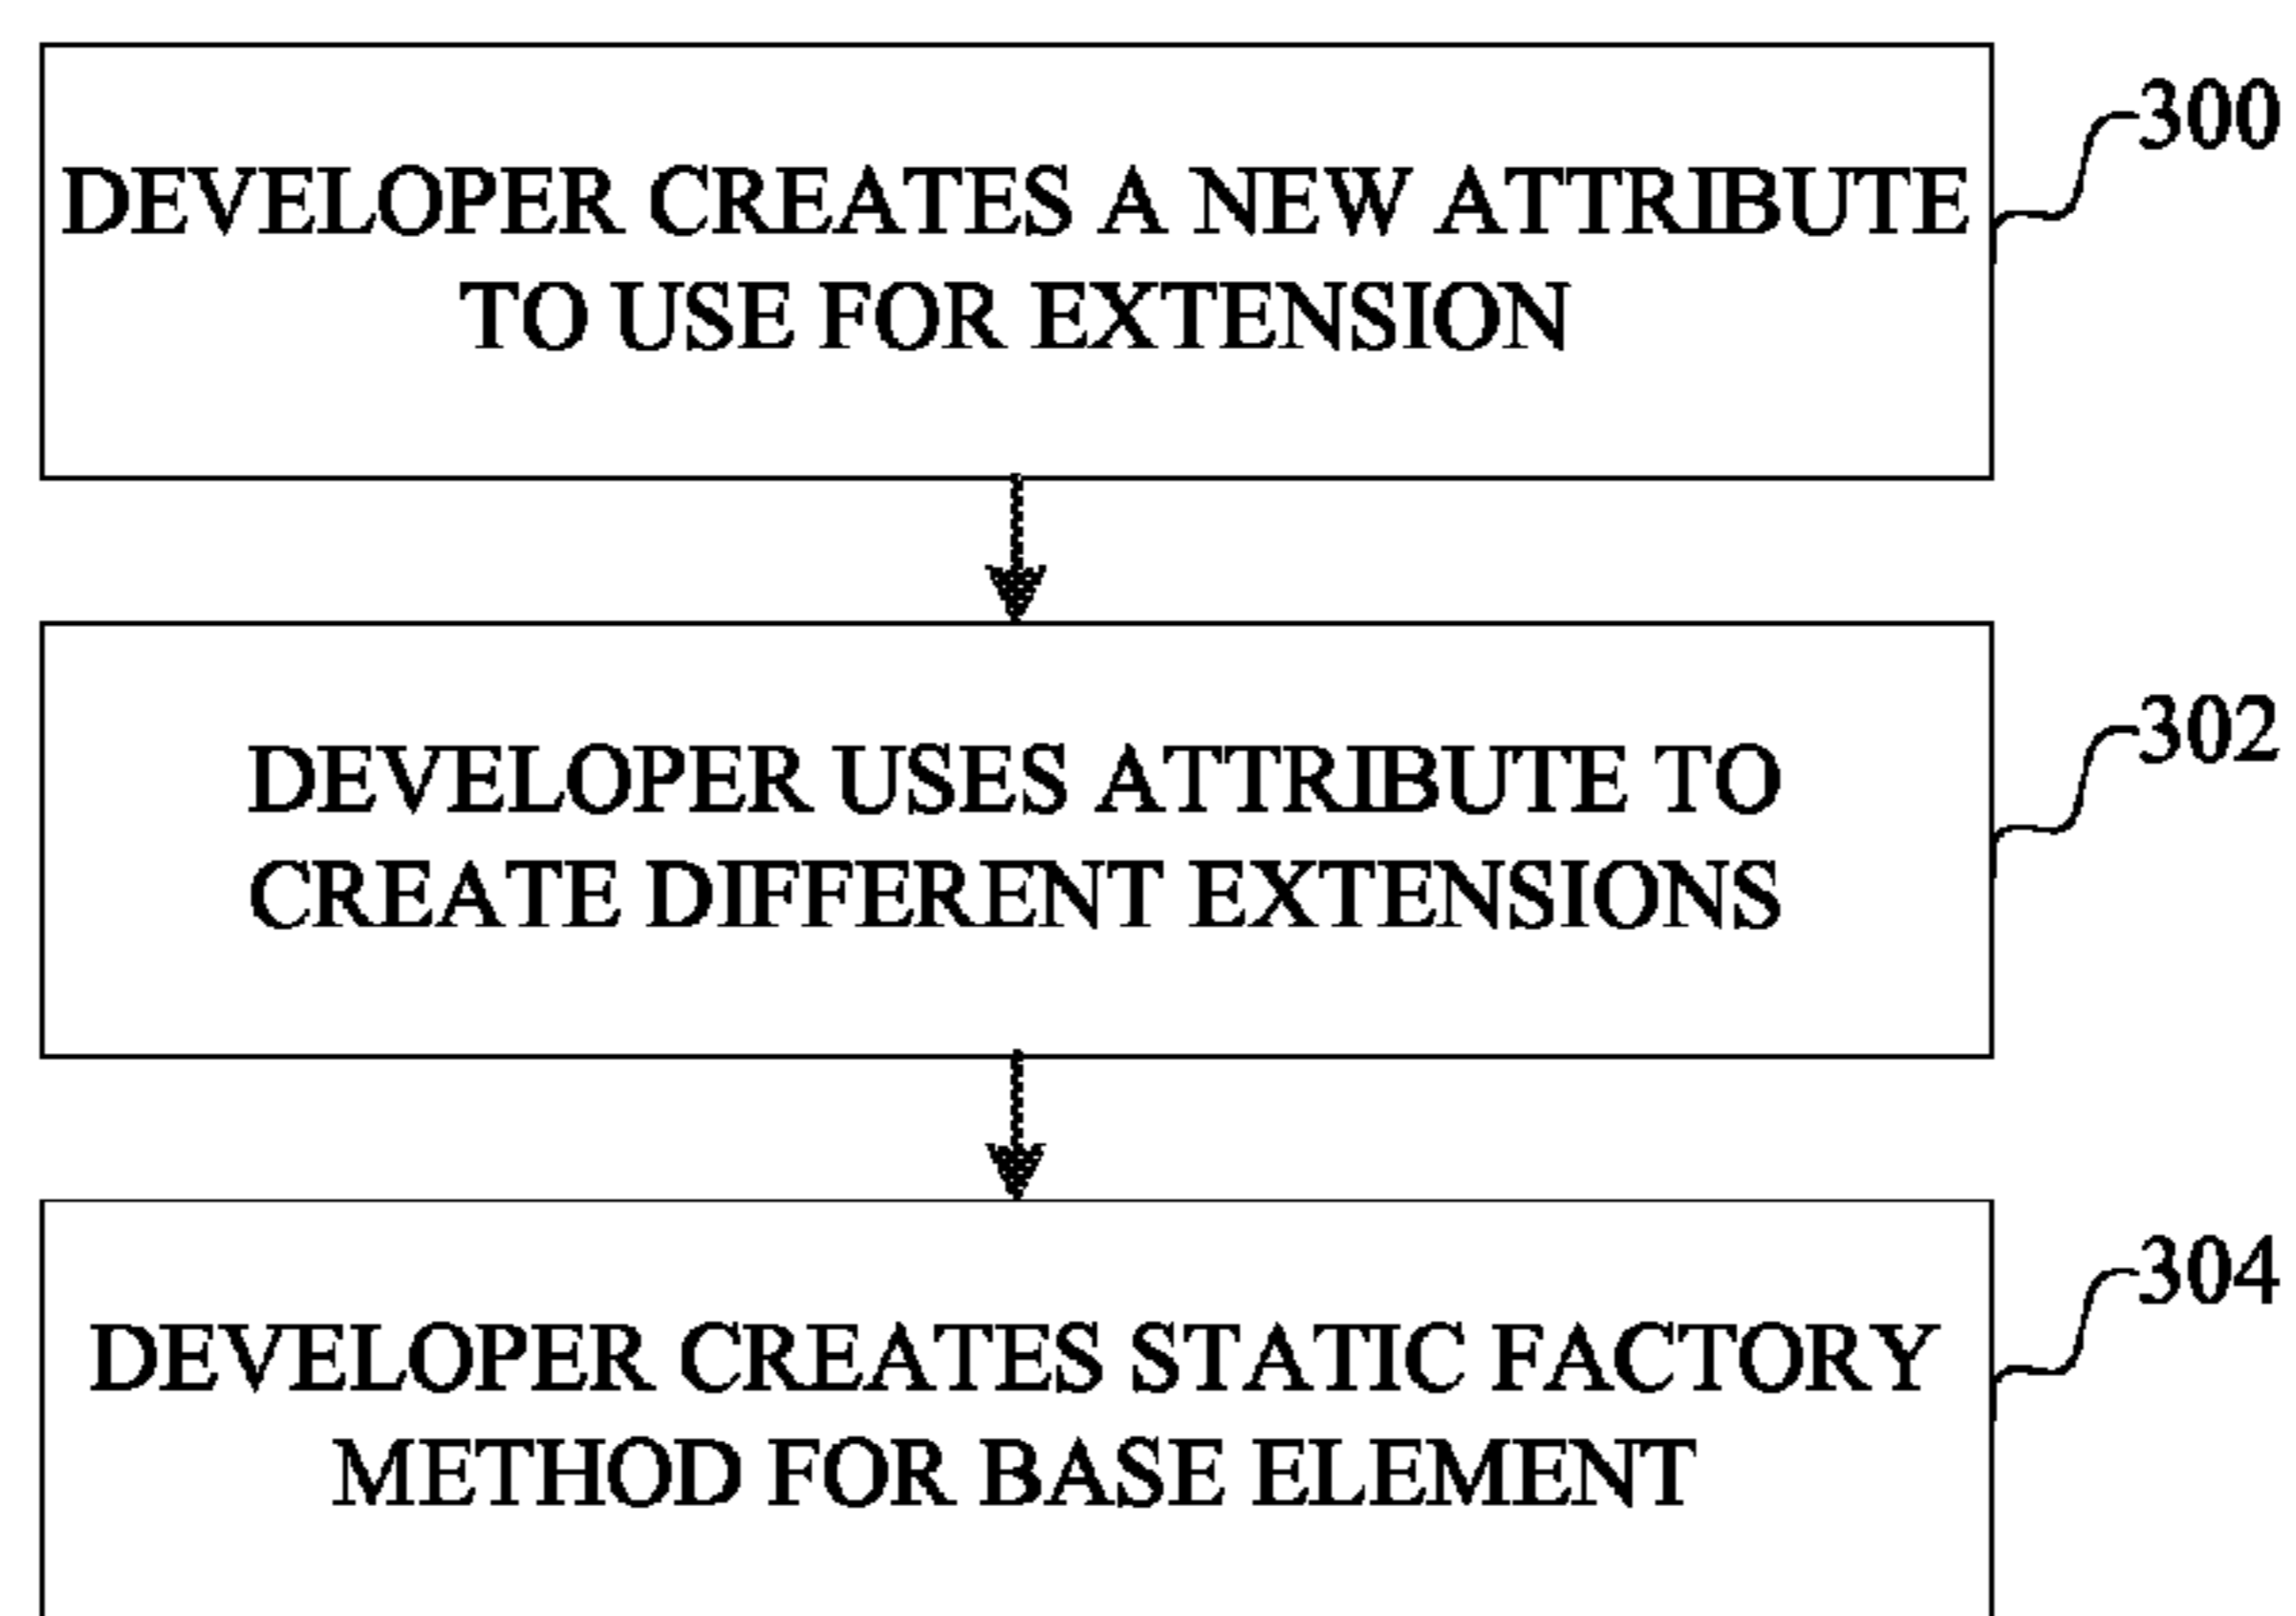 300
DEVELOPER CREATES A NEW ATTRIBUTE
TO USE FOR EXTENSION
302
DEVELOPER USES ATTRIBUTE TO
CREATE DIFFERENT EXTENSIONS
304
DEVELOPER CREATES STATIC FACTORY
METHOD FOR BASE ELEMENT